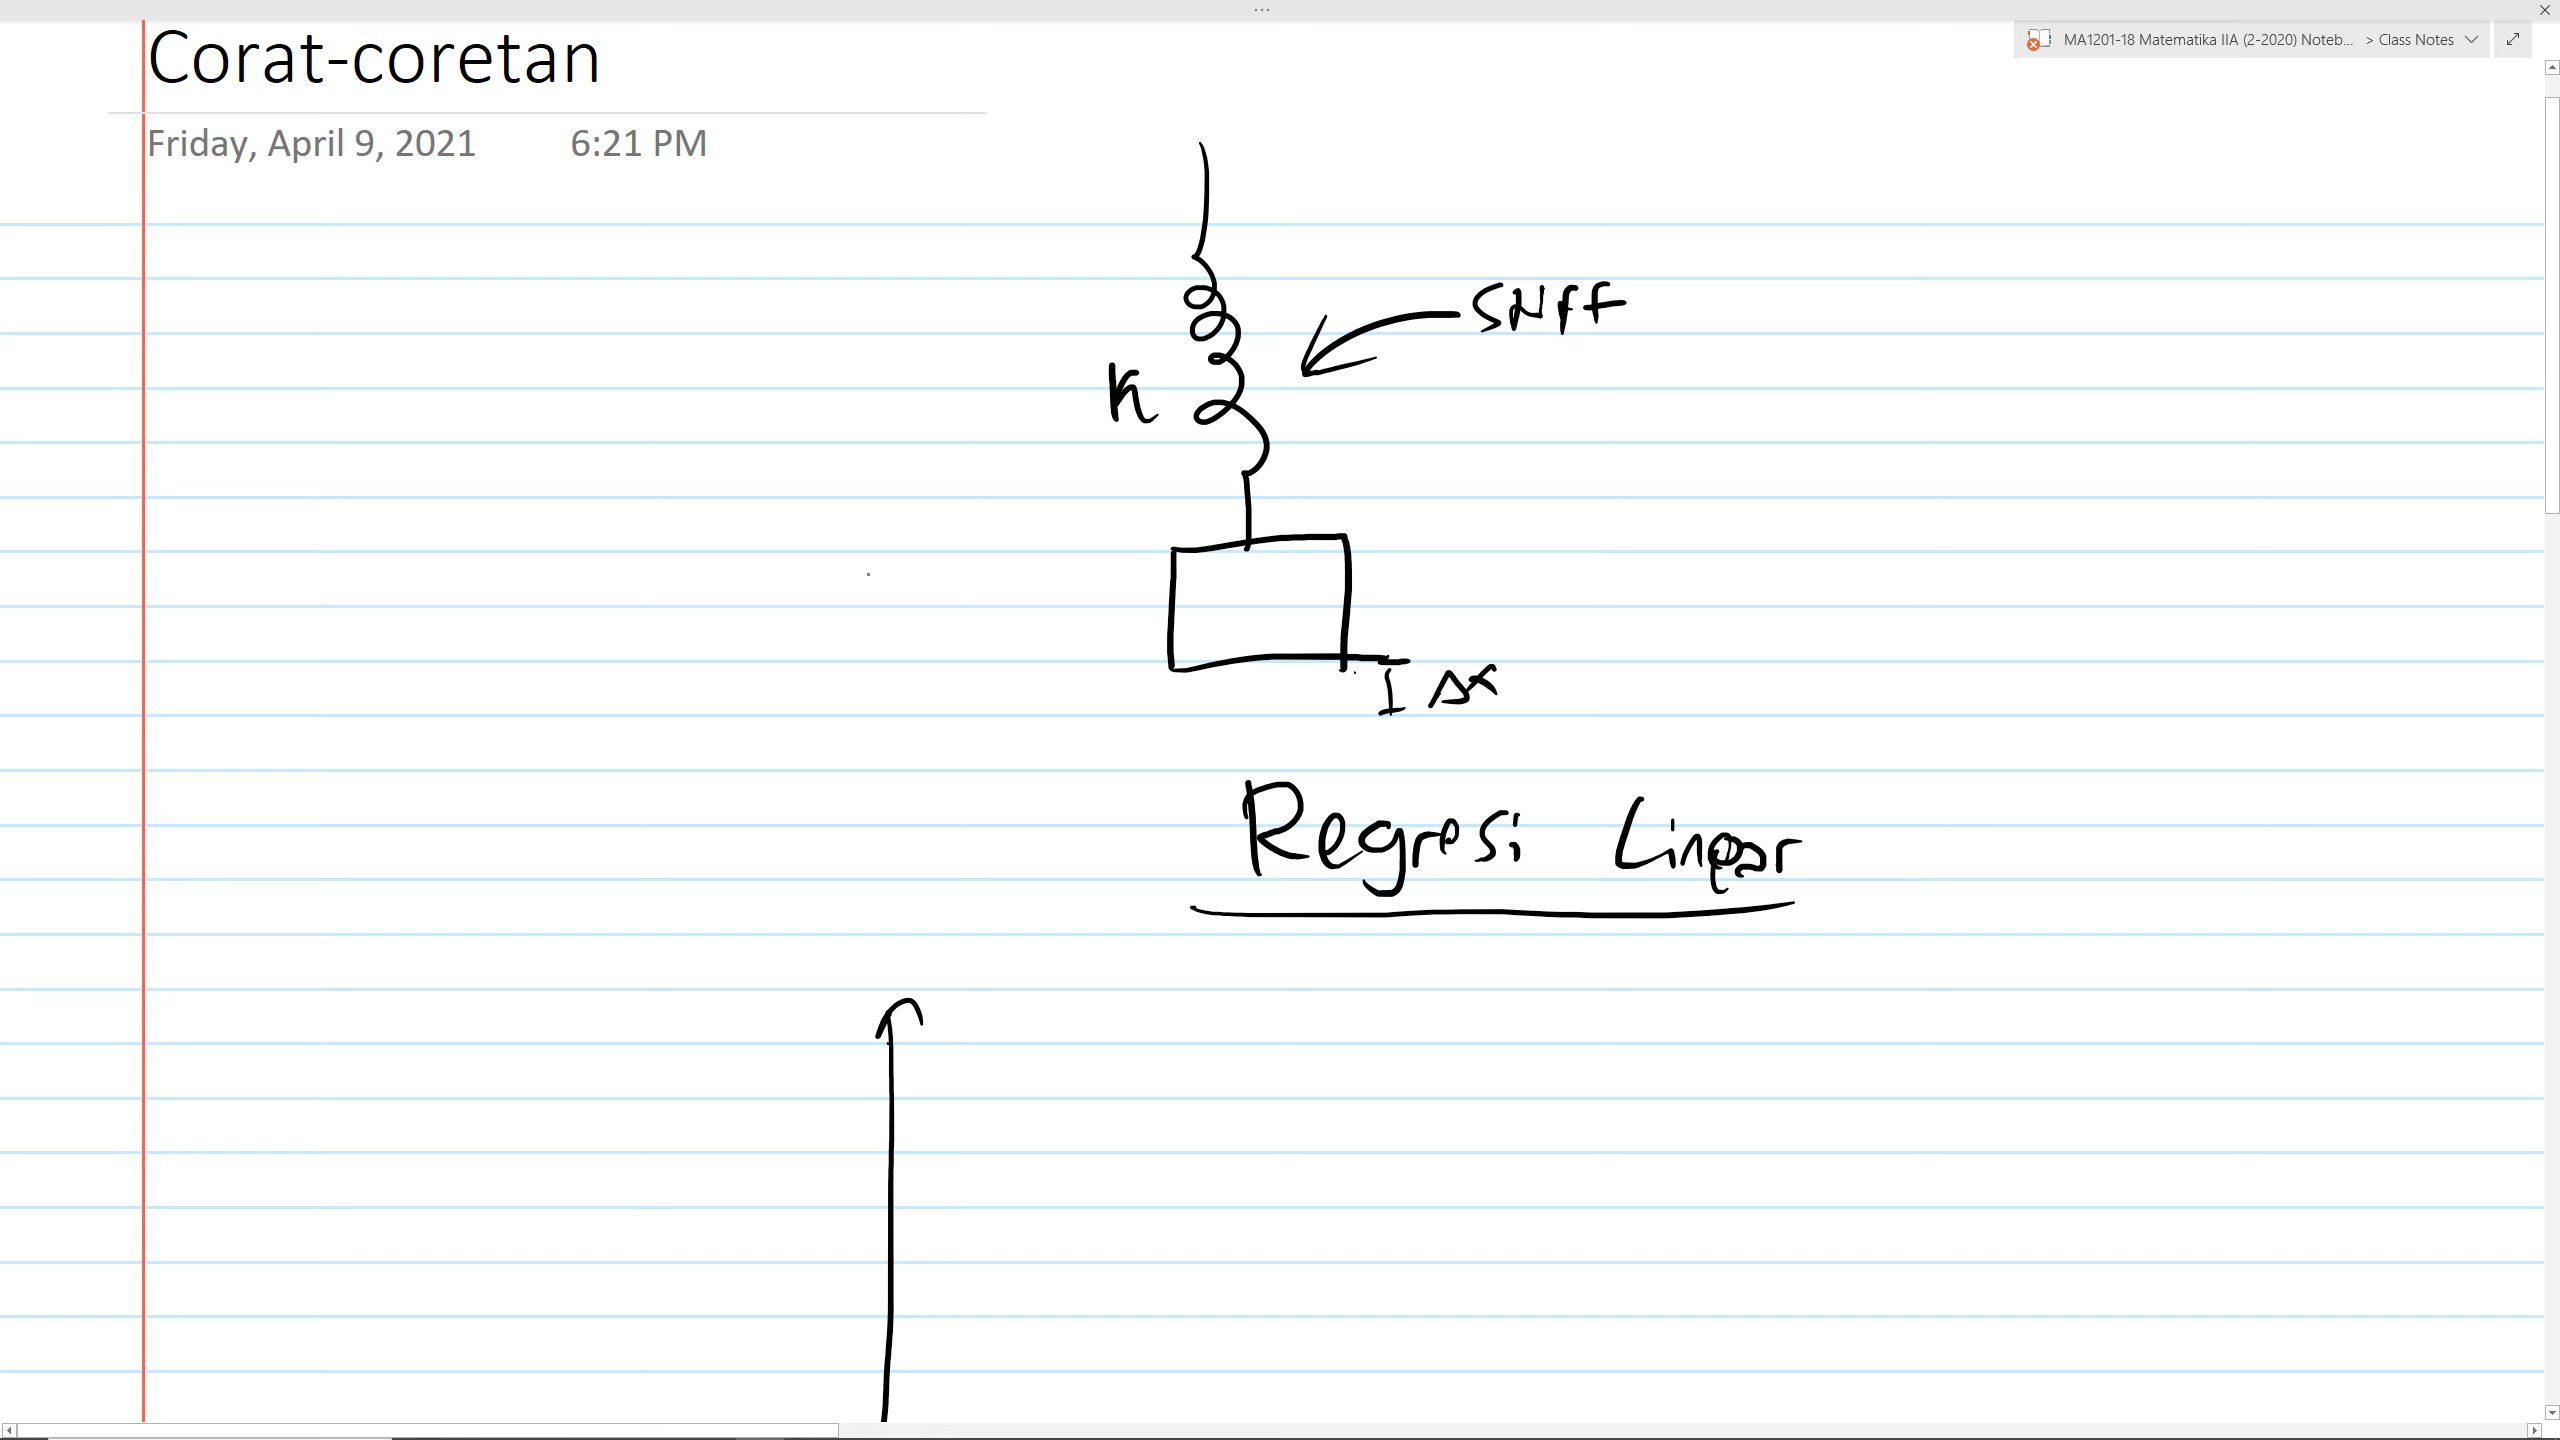 MA1201-18 Matematika IIA (2-2020) Noteb... > Class Notes
Corat-coretan
Friday, April 9, 2021 6:21 PM
K
Δx
Regresi Linear